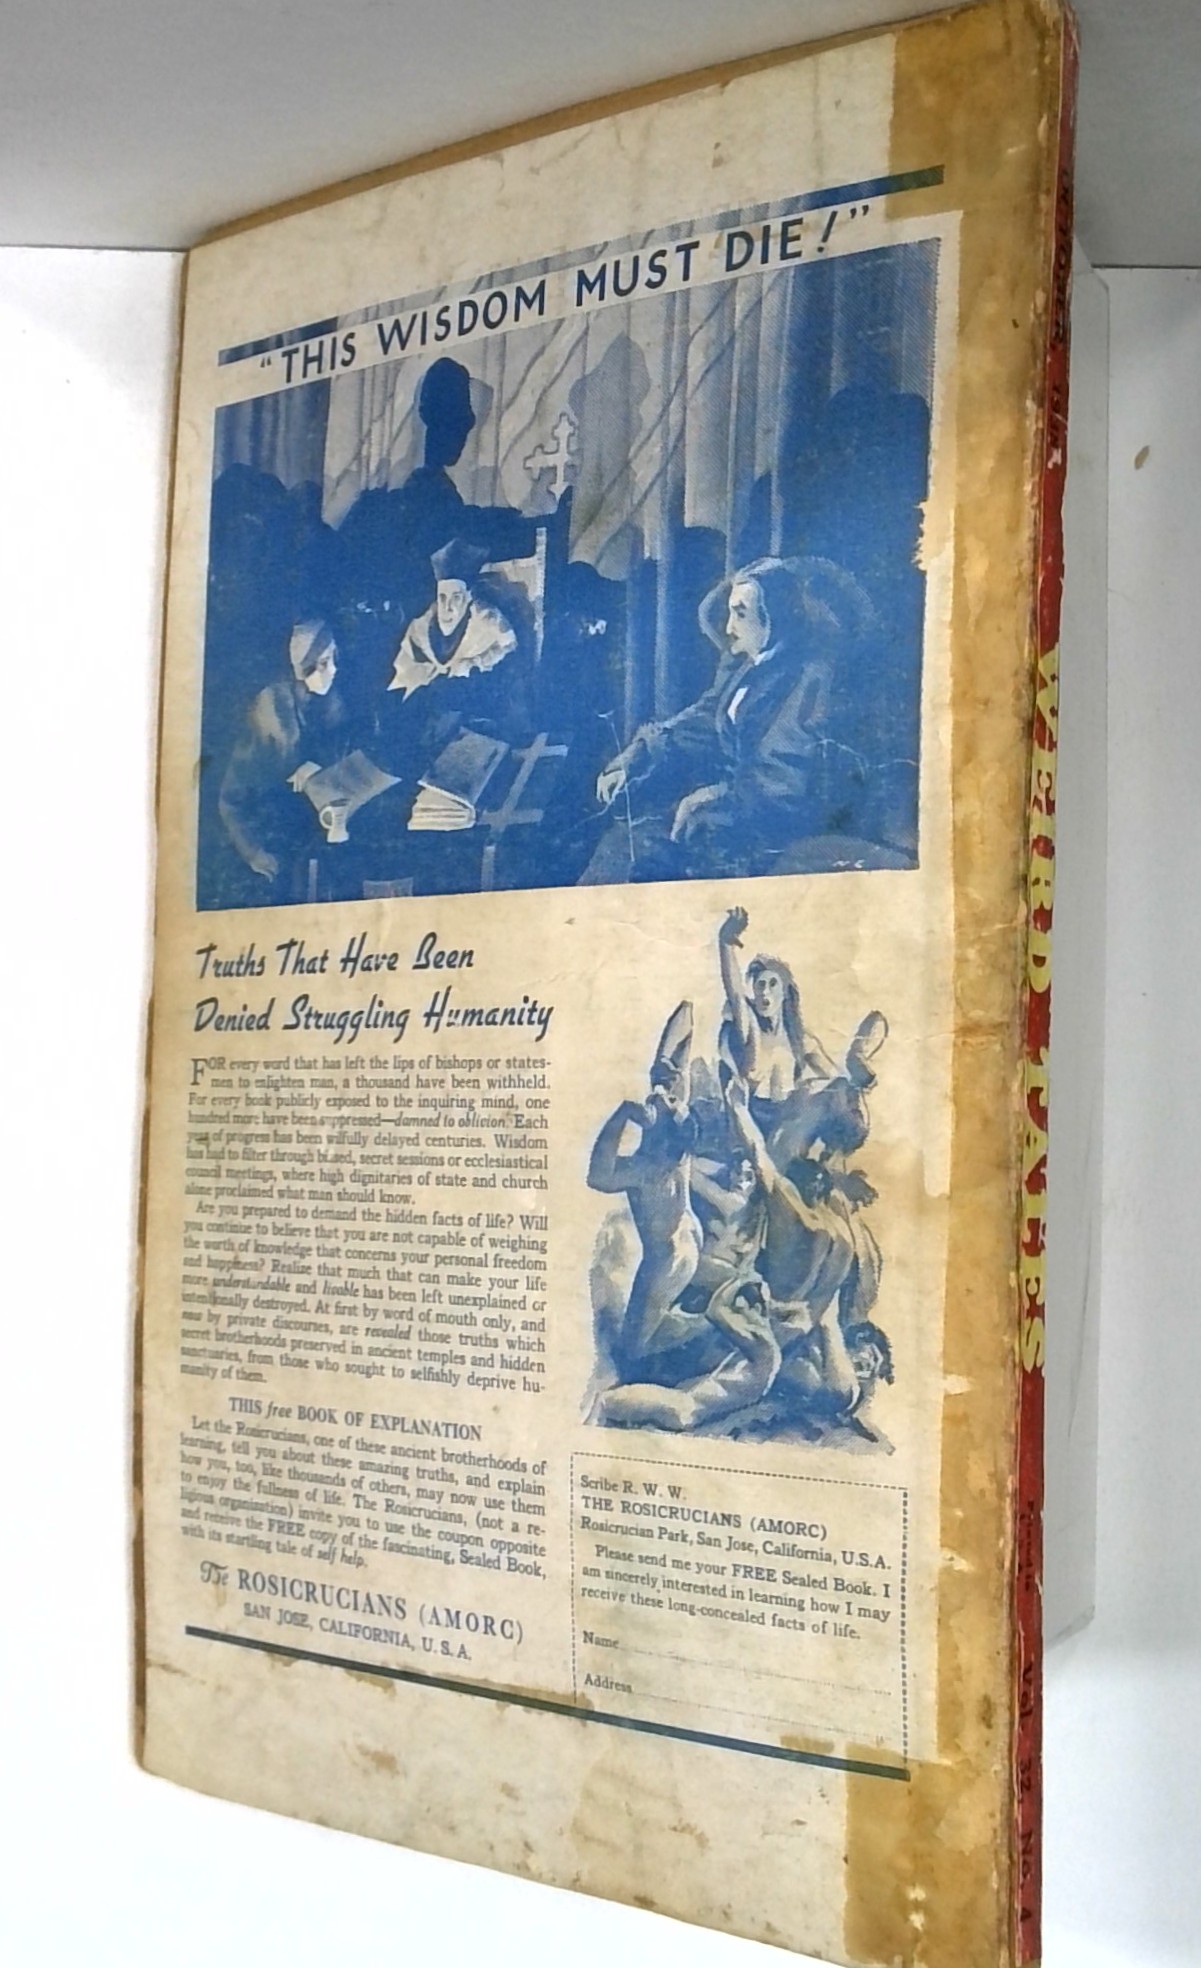 "THIS WISDOM MUST DIE!"
Truths That Have Been
Denied Struggling Humanity
FOR every word that has left the lips of bishops or states-
men to enlighten man, a thousand have been withheld.
For every book publicly exposed to the inquiring mind, one
hundred more have been suppressed—damned to oblivion. Each
year of progress has been wilfully delayed centuries. Wisdom
has had to filter through biased, secret sessions or ecclesiastical
council meetings, where high dignitaries of state and church
alone proclaimed what man should know.
Are you prepared to demand the hidden facts of life? Will
you continue to believe that you are not capable of weighing
the worth of knowledge that concerns your personal freedom
and happiness? Realize that much that can make your life
more understandable and livable has been left unexplained or
intentionally destroyed. At first by word of mouth only, and
now by private discourses, are revealed those truths which
secret brotherhoods preserved in ancient temples and hidden
sanctuaries, from those who sought to selfishly deprive hu-
manity of them.
THIS free BOOK OF EXPLANATION
Let the Rosicrucians, one of these ancient brotherhoods of
learning, tell you about these amazing truths, and explain
how you, too, like thousands of others, may now use them
to enjoy the fullness of life. The Rosicrucians, (not a re-
ligious organization) invite you to use the coupon opposite
and receive the FREE copy of the fascinating, Sealed Book,
with its startling tale of self help.
The ROSICRUCIANS (AMORC)
SAN JOSE, CALIFORNIA, U. S. A.
Scribe R. W. W.
THE ROSICRUCIANS (AMORC)
Rosicrucian Park, San Jose, California, U.S.A.
Please send me your FREE Sealed Book. I
am sincerely interested in learning how I may
receive these long-concealed facts of life.
Name
Address
OCTOBER
WEIRD TALES
Vol. 32, No. 4